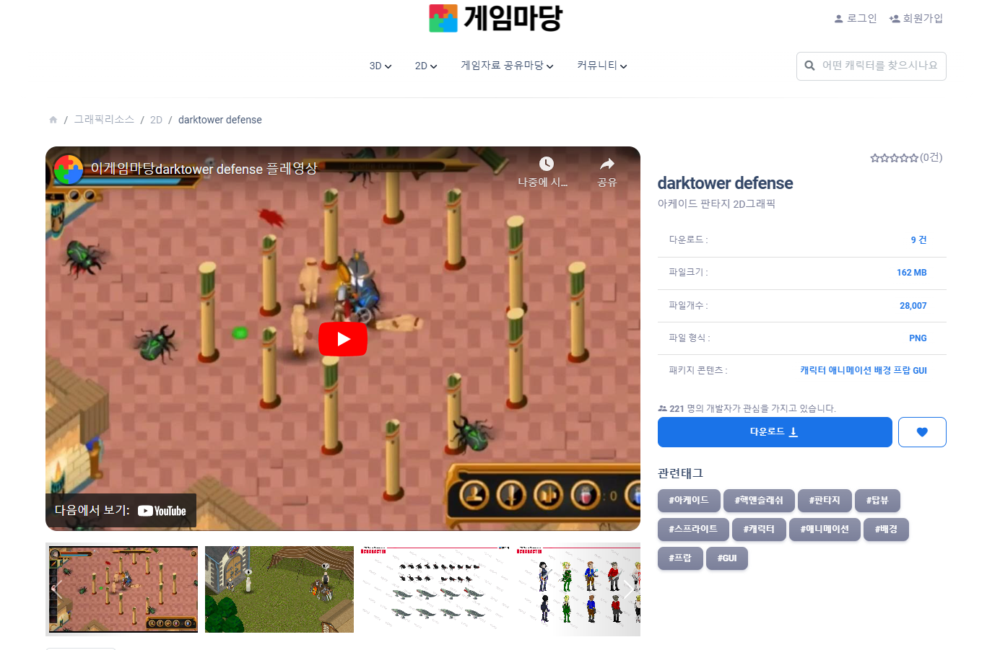 게임마당
로그인 회원가입
3D 2D 게임자료 공유마당 커뮤니티
어떤 캐릭터를 찾으시나요
/ 그래픽리소스 / 2D / darktower defense
이게임마당darktower defense 플레영상
나중에 시... 공유
(0건)
darktower defense
아케이드 판타지 2D그래픽
다운로드 : 9 건
파일크기 : 162 MB
파일개수 : 28,007
파일 형식 : PNG
패키지 콘텐츠 : 캐릭터 애니메이션 배경 프랍 GUI
221 명의 개발자가 관심을 가지고 있습니다.
다운로드
관련태그
#아케이드 #핵앤슬래쉬 #판타지 #탑뷰
#스프라이트 #캐릭터 #애니메이션 #배경
#프랍 #GUI
: 0
다음에서 보기: YouTube
CHARACTER
CHARACTER